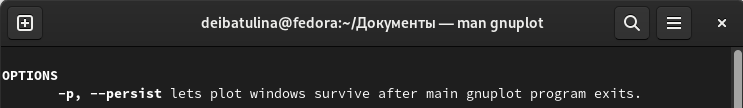 deibatulina@fedora:~/Документы — man gnuplot
OPTIONS
-p, --persist lets plot windows survive after main gnuplot program exits.